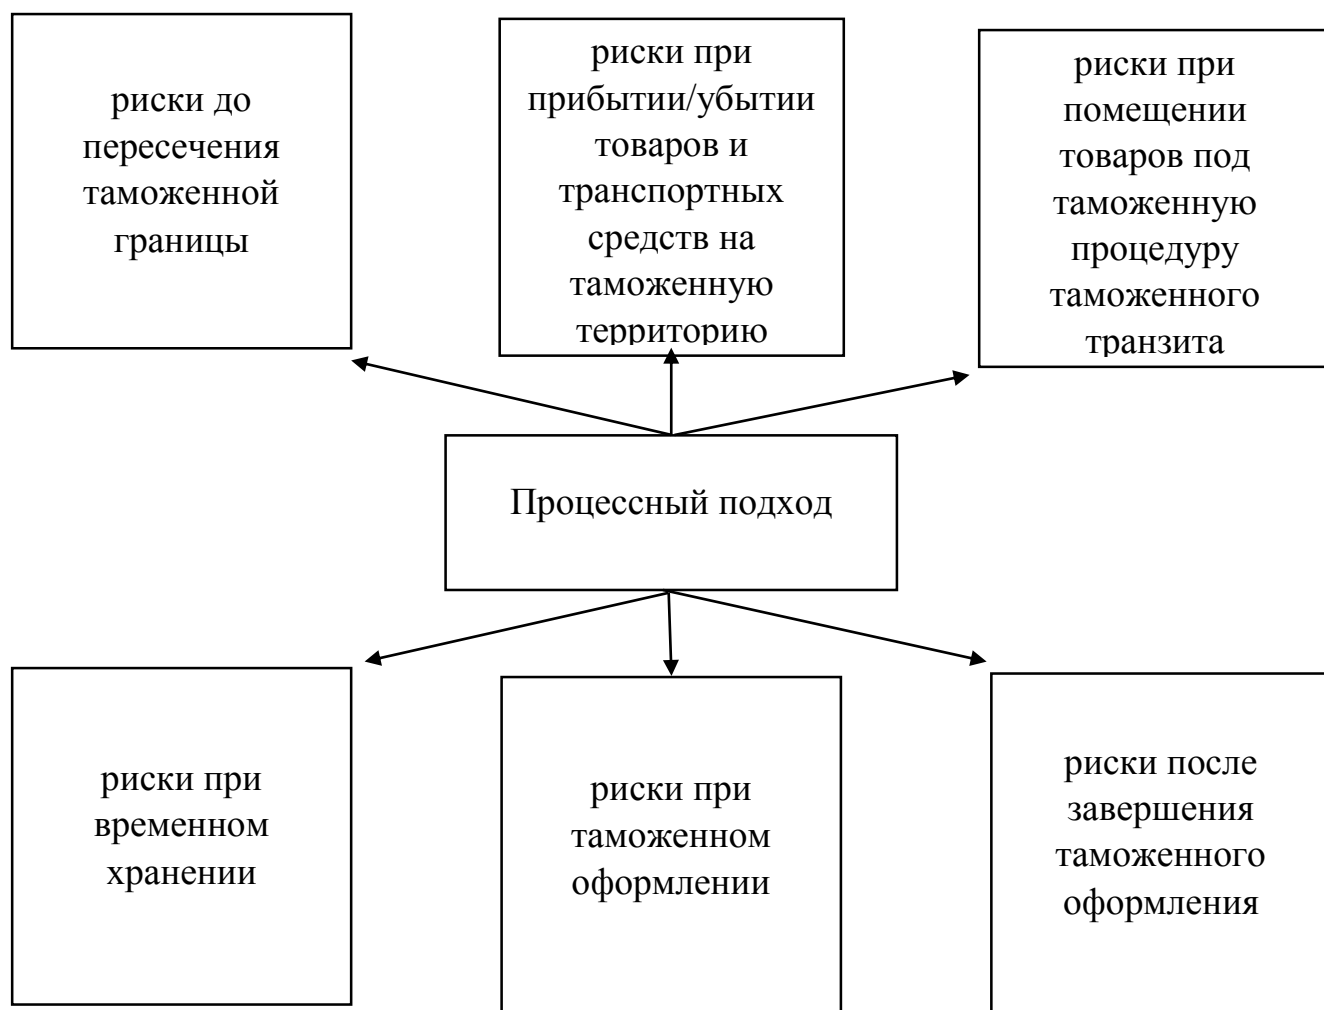 риски до
пересечения
таможенной
границы
риски при
прибытии/убытии
товаров и
транспортных
средств на
таможенную
территорию
риски при
помещении
товаров под
таможенную
процедуру
таможенного
транзита
Процессный подход
риски при
временном
хранении
риски при
таможенном
оформлении
риски после
завершения
таможенного
оформления